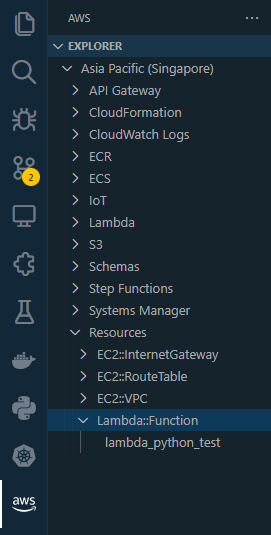 AWS
EXPLORER
Asia Pacific (Singapore)
API Gateway
CloudFormation
CloudWatch Logs
ECR
ECS
IoT
Lambda
S3
Schemas
Step Functions
Systems Manager
Resources
EC2::InternetGateway
EC2::RouteTable
EC2::VPC
Lambda::Function
lambda_python_test
2
aws